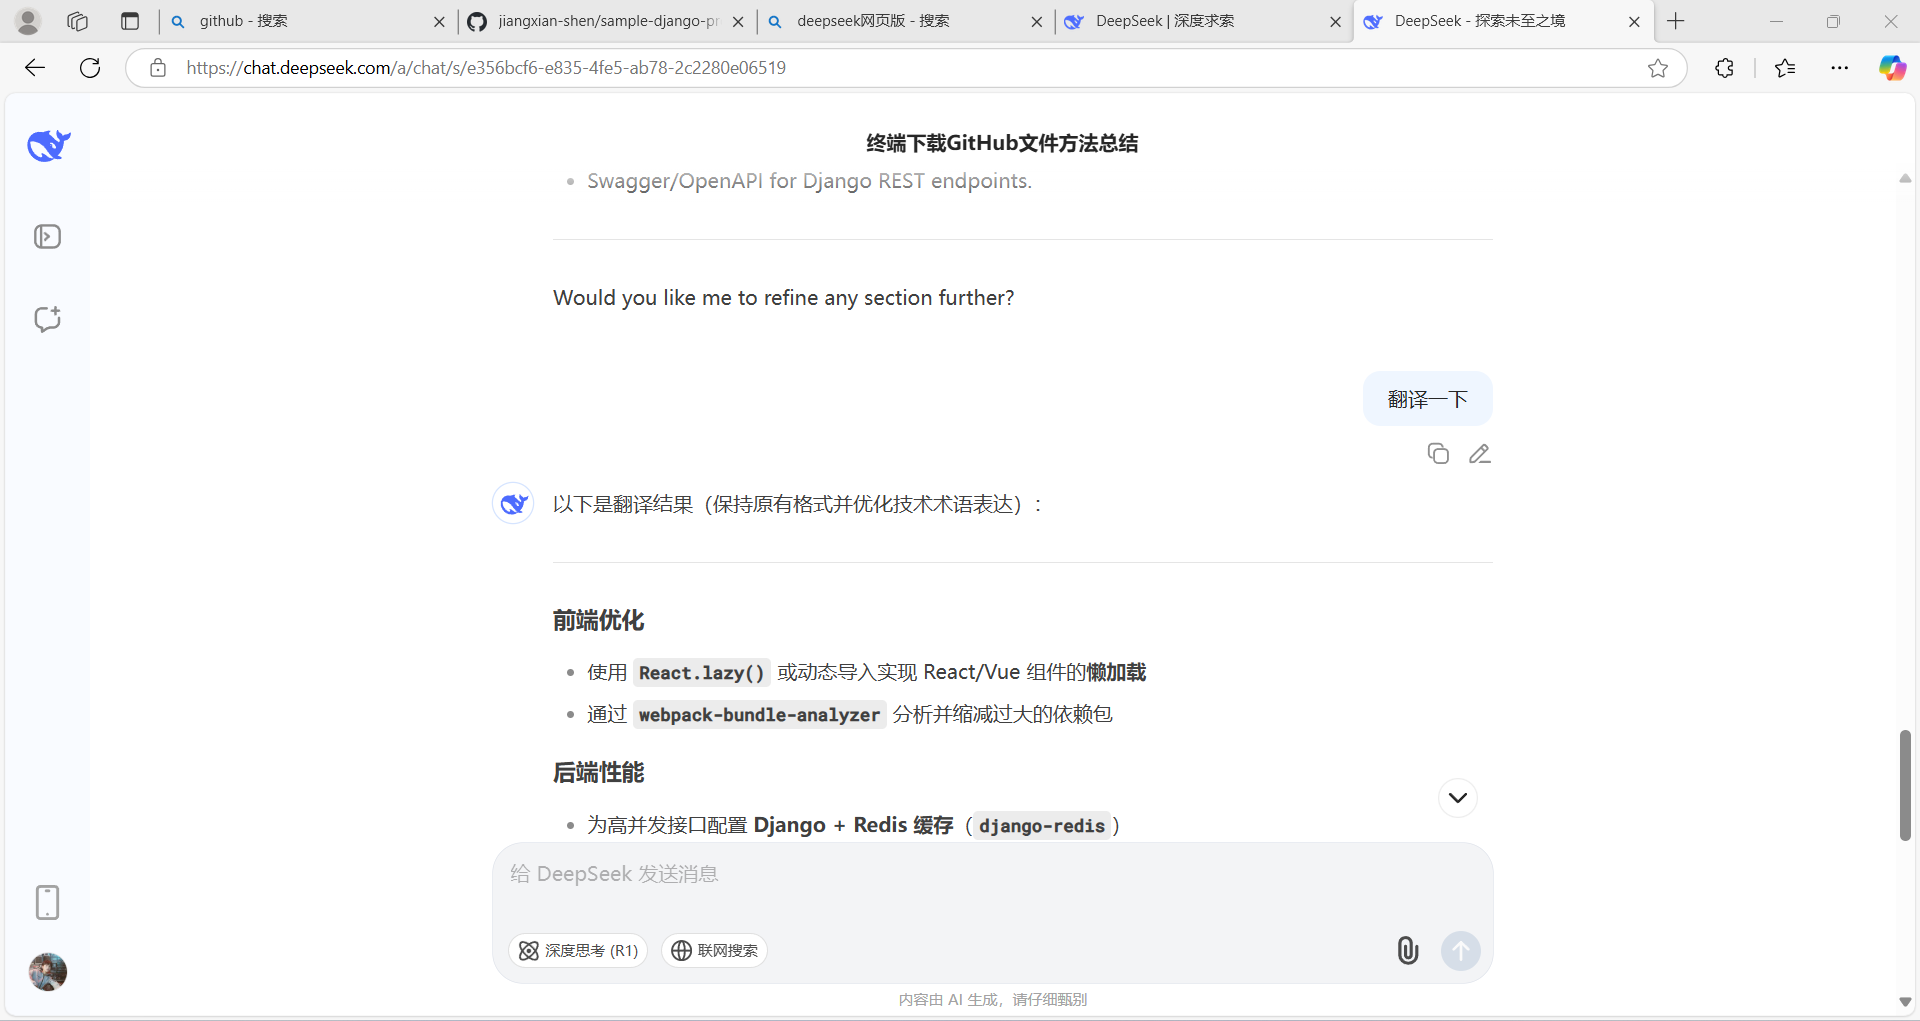 github - 搜索
jiangxian-shen/sample-django-pr
deepseek网页版 - 搜索
DeepSeek | 深度求索
DeepSeek - 探索未至之境
https://chat.deepseek.com/a/chat/s/e356bcf6-e835-4fe5-ab78-2c2280e06519
终端下载GitHub文件方法总结
Swagger/OpenAPI for Django REST endpoints.
Would you like me to refine any section further?
翻译一下
以下是翻译结果（保持原有格式并优化技术术语表达）：
前端优化
使用 React.lazy() 或动态导入实现 React/Vue 组件的懒加载
通过 webpack-bundle-analyzer 分析并缩减过大的依赖包
后端性能
为高并发接口配置 Django + Redis 缓存（django-redis）
给 DeepSeek 发送消息
深度思考 (R1)
联网搜索
内容由 AI 生成，请仔细甄别